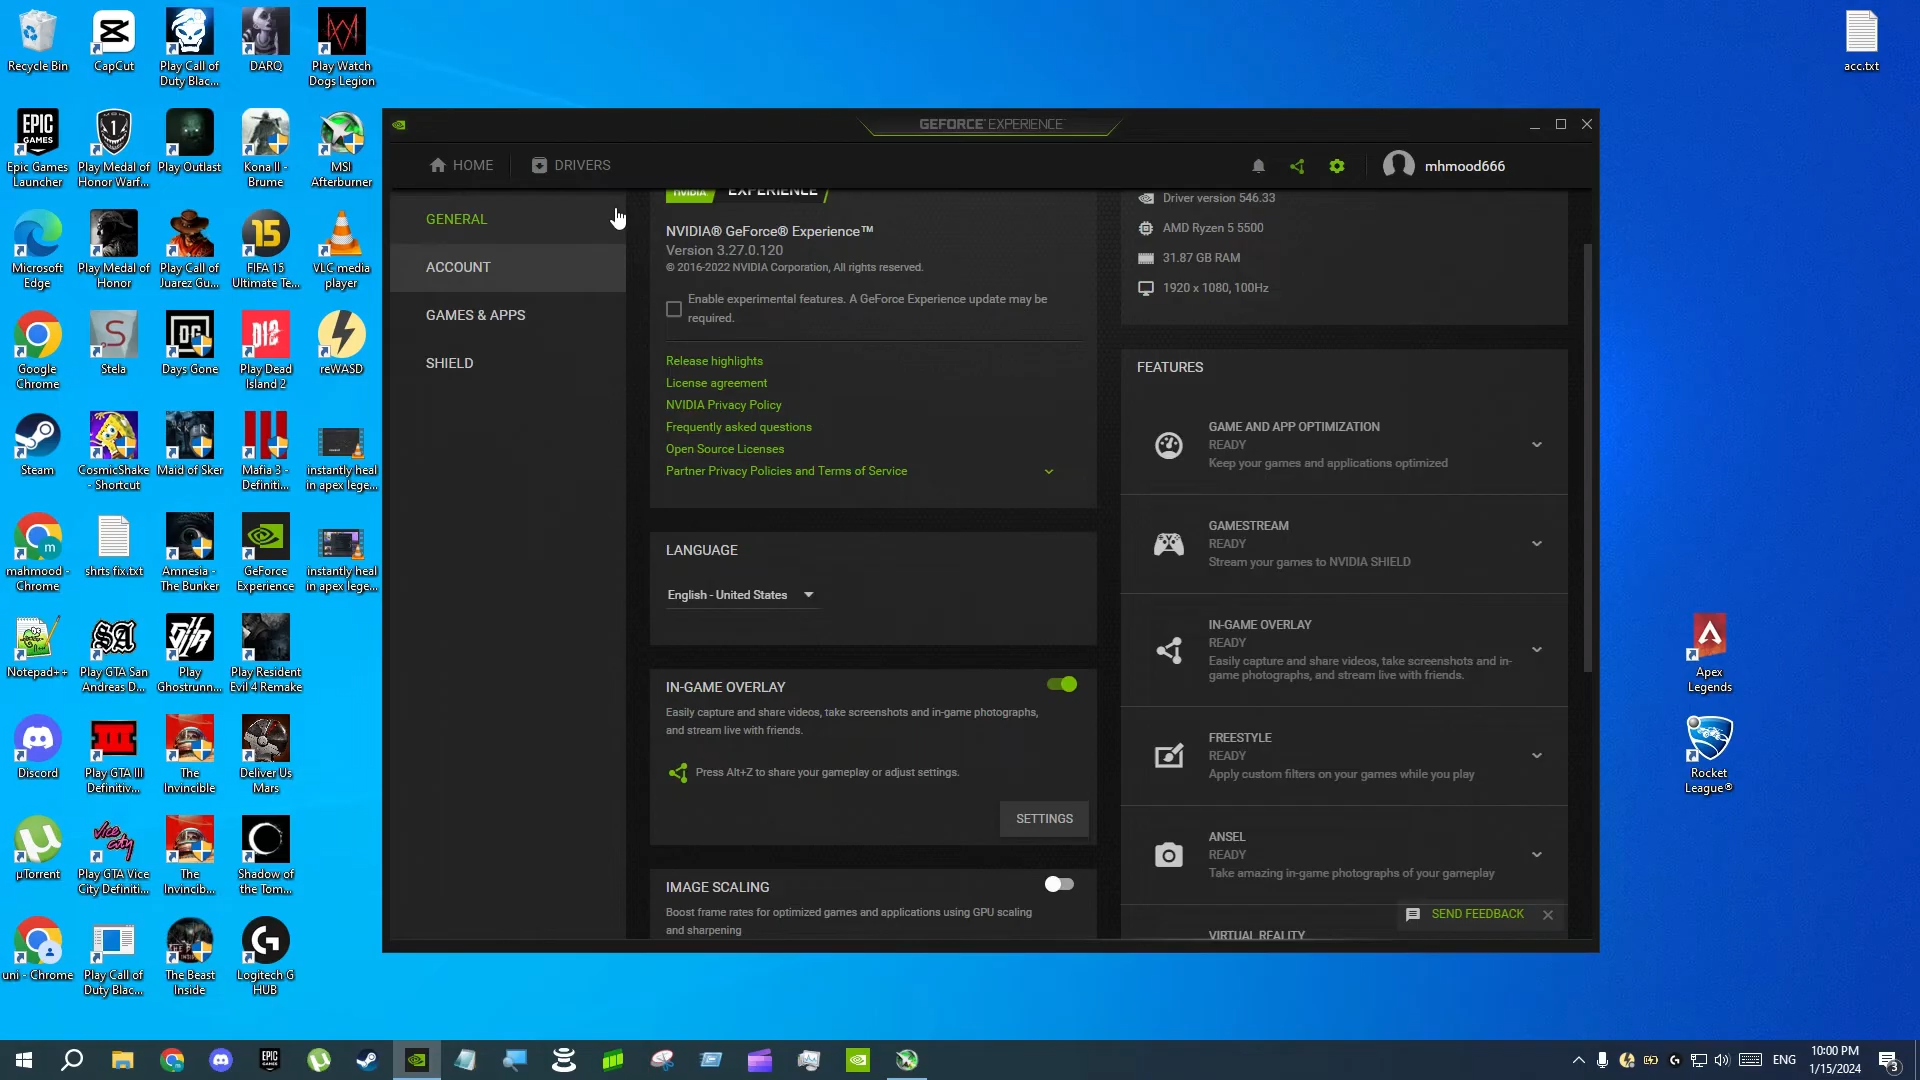 Recycle Bin
CapCut
Play Call of
Duty Blac...
DARQ
Play Watch
Dogs Legion
acc.txt
EPIC
GAMES
Epic Games
Launcher
Play Medal of
Honor Warf...
Play Outlast
Kona II -
Brume
MSI
Afterburner
Microsoft
Edge
Play Medal of
Honor
Play Call of
Juarez Gu...
15
FIFA 15
Ultimate Te...
VLC media
player
Google
Chrome
Stela
Days Gone
Play Dead
Island 2
reWASD
Steam
CosmicShake
- Shortcut
Maid of Sker
Mafia 3 -
Definiti...
instantly heal
in apex lege...
m
mahmood -
Chrome
shrts fix.txt
Amnesia -
The Bunker
GeForce
Experience
instantly heal
in apex lege...
Notepad++
Play GTA San
Andreas D...
Play
Ghostrunn...
Play Resident
Evil 4 Remake
Discord
Play GTA III
Definitiv...
The
Invincible
Deliver Us
Mars
µTorrent
Play GTA Vice
City Definiti...
The
Invincib...
Shadow of
the Tom...
uni - Chrome
Play Call of
Duty Blac...
The Beast
Inside
Logitech G
HUB
Apex
Legends
Rocket
League®
GEFORCE EXPERIENCE
HOME
DRIVERS
mhmood666
GENERAL
ACCOUNT
GAMES & APPS
SHIELD
NVIDIA
EXPERIENCE
NVIDIA® GeForce® Experience™
Version 3.27.0.120
© 2016-2022 NVIDIA Corporation, All rights reserved.
Enable experimental features. A GeForce Experience update may be
required.
Release highlights
License agreement
NVIDIA Privacy Policy
Frequently asked questions
Open Source Licenses
Partner Privacy Policies and Terms of Service
LANGUAGE
English - United States
IN-GAME OVERLAY
Easily capture and share videos, take screenshots and in-game photographs,
and stream live with friends.
Press Alt+Z to share your gameplay or adjust settings.
SETTINGS
IMAGE SCALING
Boost frame rates for optimized games and applications using GPU scaling
and sharpening
Driver version 546.33
AMD Ryzen 5 5500
31.87 GB RAM
1920 x 1080, 100Hz
FEATURES
GAME AND APP OPTIMIZATION
READY
Keep your games and applications optimized
GAMESTREAM
READY
Stream your games to NVIDIA SHIELD
IN-GAME OVERLAY
READY
Easily capture and share videos, take screenshots and in-
game photographs, and stream live with friends.
FREESTYLE
READY
Apply custom filters on your games while you play
ANSEL
READY
Take amazing in-game photographs of your gameplay
SEND FEEDBACK
VIRTUAL REALITY
ENG
10:00 PM
1/15/2024
3